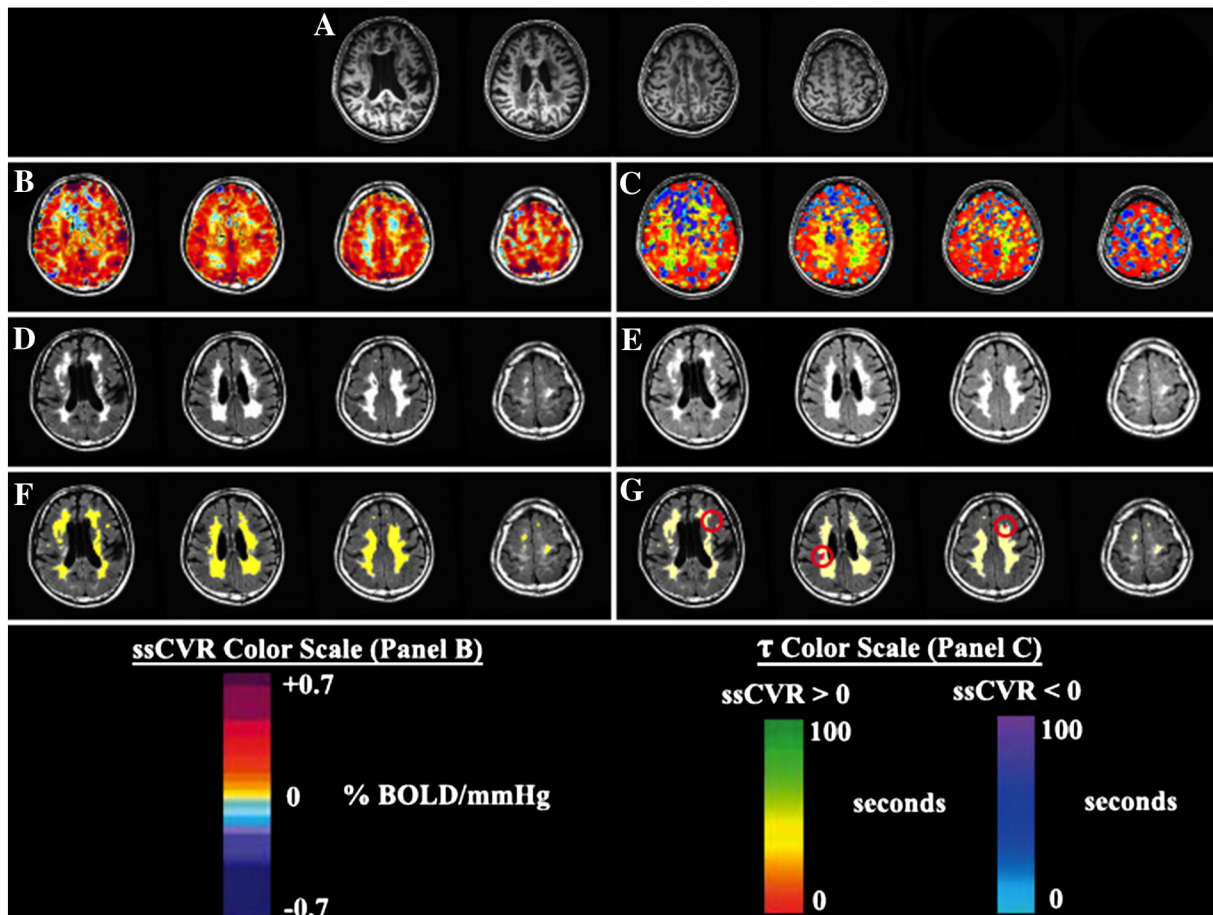 A
B
C
D
E
F
G
ssCVR Color Scale (Panel B)
+0.7
0
% BOLD/mmHg
-0.7
τ Color Scale (Panel C)
ssCVR > 0
ssCVR < 0
100
100
seconds
seconds
0
0